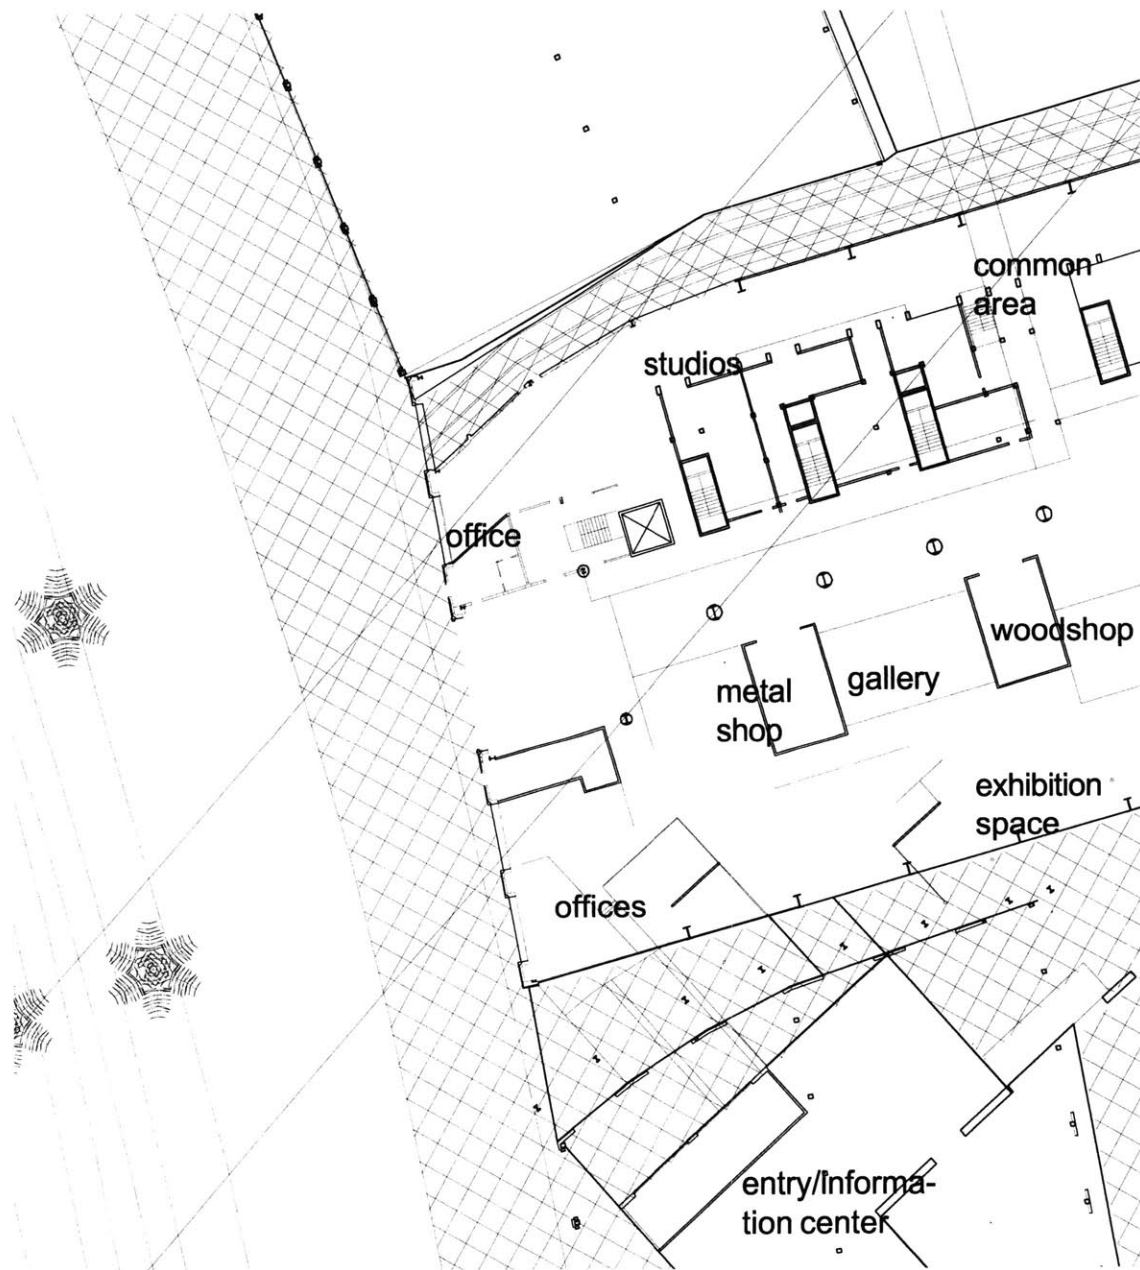 common
area
studios
office
woodshop
metal
shop
gallery
exhibition
space
offices
entry/informa-
tion center